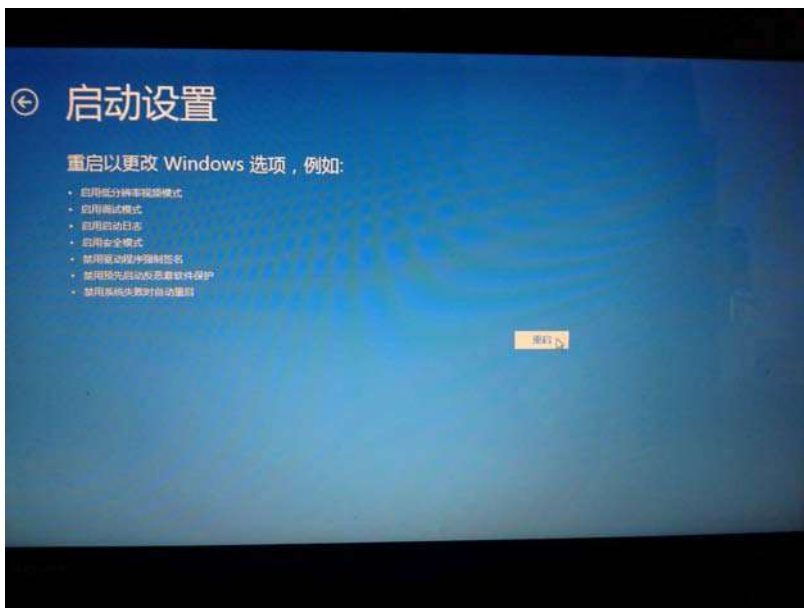 启动设置
重启以更改 Windows 选项，例如:
• 启用低分辨率视频模式
• 启用调试模式
• 启用启动日志
• 启用安全模式
• 禁用驱动程序强制签名
• 禁用预先启动反恶意软件保护
• 禁用系统失败时自动重启
重启